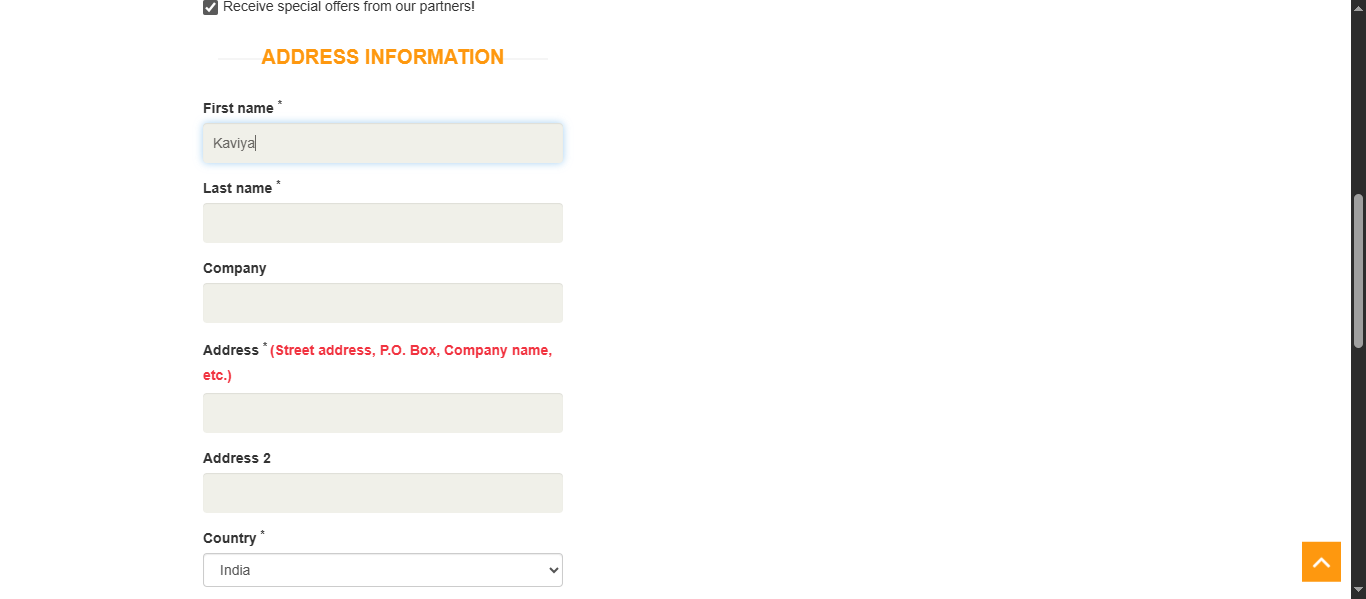 Receive special offers from our partners!
ADDRESS INFORMATION
First name *
Kaviya
Last name *
Company
Address * (Street address, P.O. Box, Company name,
etc.)
Address 2
Country *
India